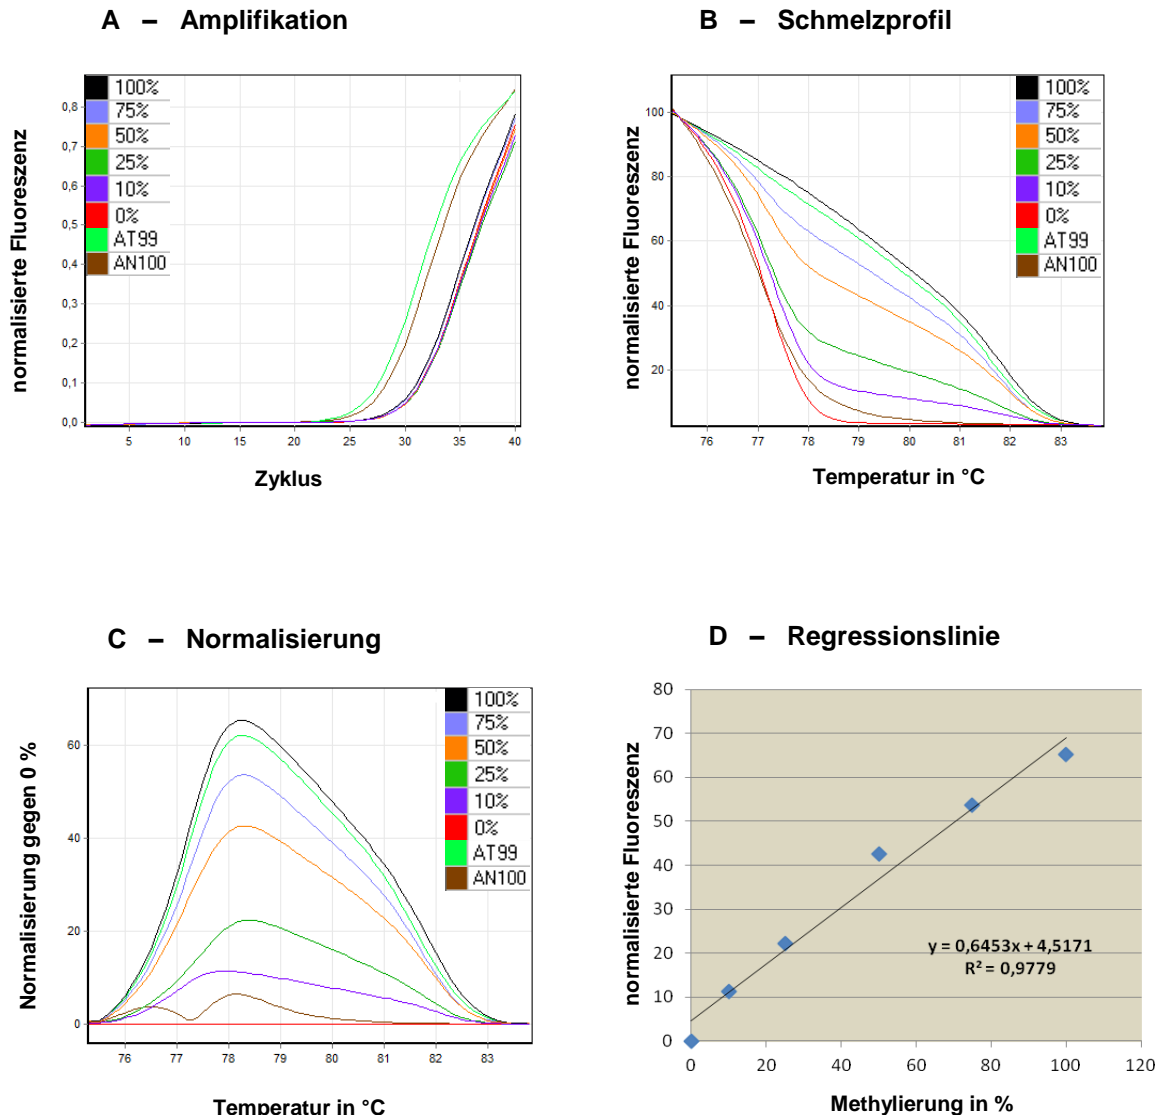 A – Amplifikation
normalisierte Fluoreszenz
100%
75%
50%
25%
10%
0%
AT99
AN100
0,8
0,7
0,6
0,5
0,4
0,3
0,2
0,1
0,0
5 10 15 20 25 30 35 40
Zyklus
B – Schmelzprofil
normalisierte Fluoreszenz
100%
75%
50%
25%
10%
0%
AT99
AN100
100
80
60
40
20
76 77 78 79 80 81 82 83
Temperatur in °C
C – Normalisierung
Normalisierung gegen 0 %
100%
75%
50%
25%
10%
0%
AT99
AN100
60
40
20
0
76 77 78 79 80 81 82 83
Temperatur in °C
D – Regressionslinie
normalisierte Fluoreszenz
80
70
60
50
40
30
20
10
0
y = 0,6453x + 4,5171
R² = 0,9779
0 20 40 60 80 100 120
Methylierung in %